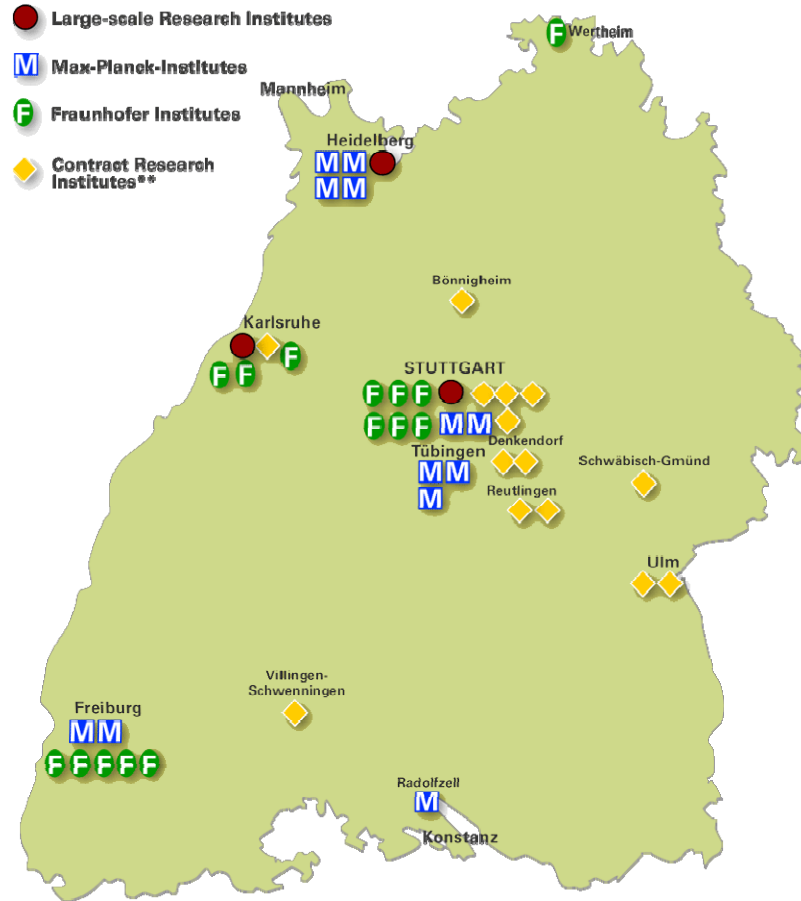 Large-scale Research Institutes
M Max-Planck-Institutes
F Fraunhofer Institutes
Contract Research
Institutes**
F Wertheim
Mannheim
Heidelberg
M M
M M
Bönnigheim
Karlsruhe
F
F F
STUTTGART
F F F
F F F M M
Denkendorf
Tübingen
M M
M
Schwäbisch-Gmünd
Reutlingen
Ulm
Villingen-
Schwenningen
Freiburg
M M
F F F F F
Radolfzell
M
Konstanz